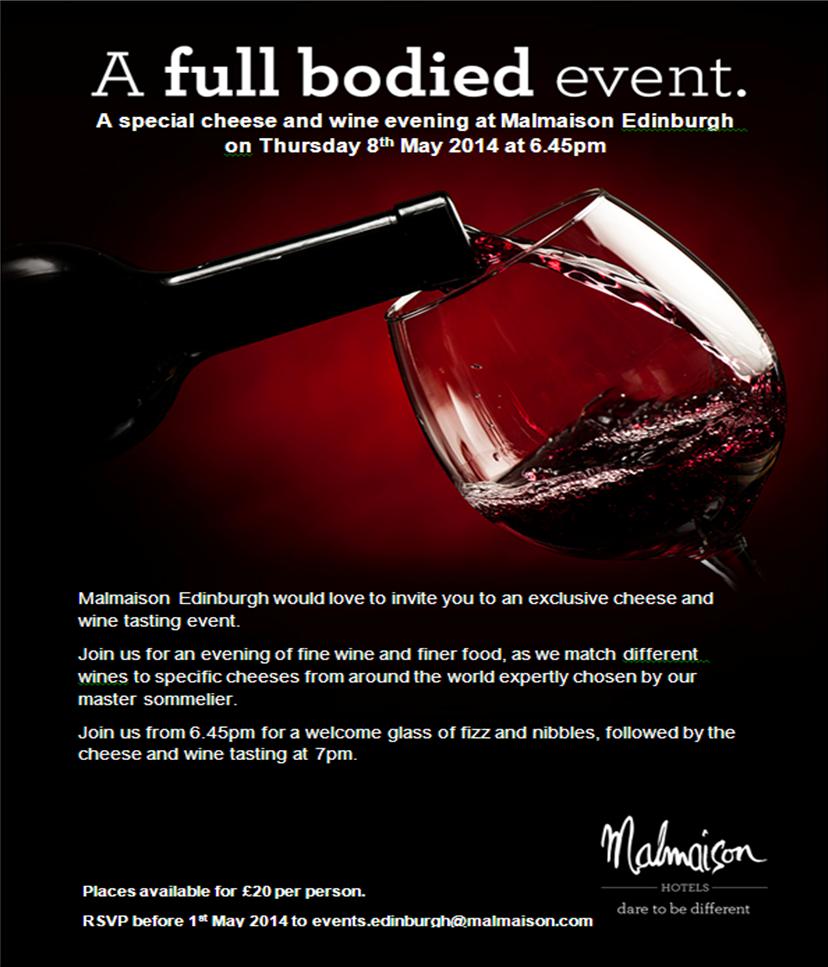 A full bodied event.
A special cheese and wine evening at Malmaison Edinburgh
on Thursday 8th May 2014 at 6.45pm
Malmaison Edinburgh would love to invite you to an exclusive cheese and
wine tasting event.
Join us for an evening of fine wine and finer food, as we match different
wines to specific cheeses from around the world expertly chosen by our
master sommelier.
Join us from 6.45pm for a welcome glass of fizz and nibbles, followed by the
cheese and wine tasting at 7pm.
Malmaison
HOTELS
dare to be different
Places available for £20 per person.
RSVP before 1st May 2014 to events.edinburgh@malmaison.com